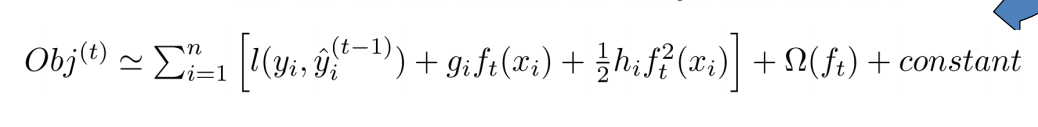 Obj^{(t)} ≃ ∑_{i=1}^{n} [l(y_i, ŷ_i^{(t−1)}) + g_i f_t(x_i) + ½ h_i f_t^2(x_i)] + Ω(f_t) + constant